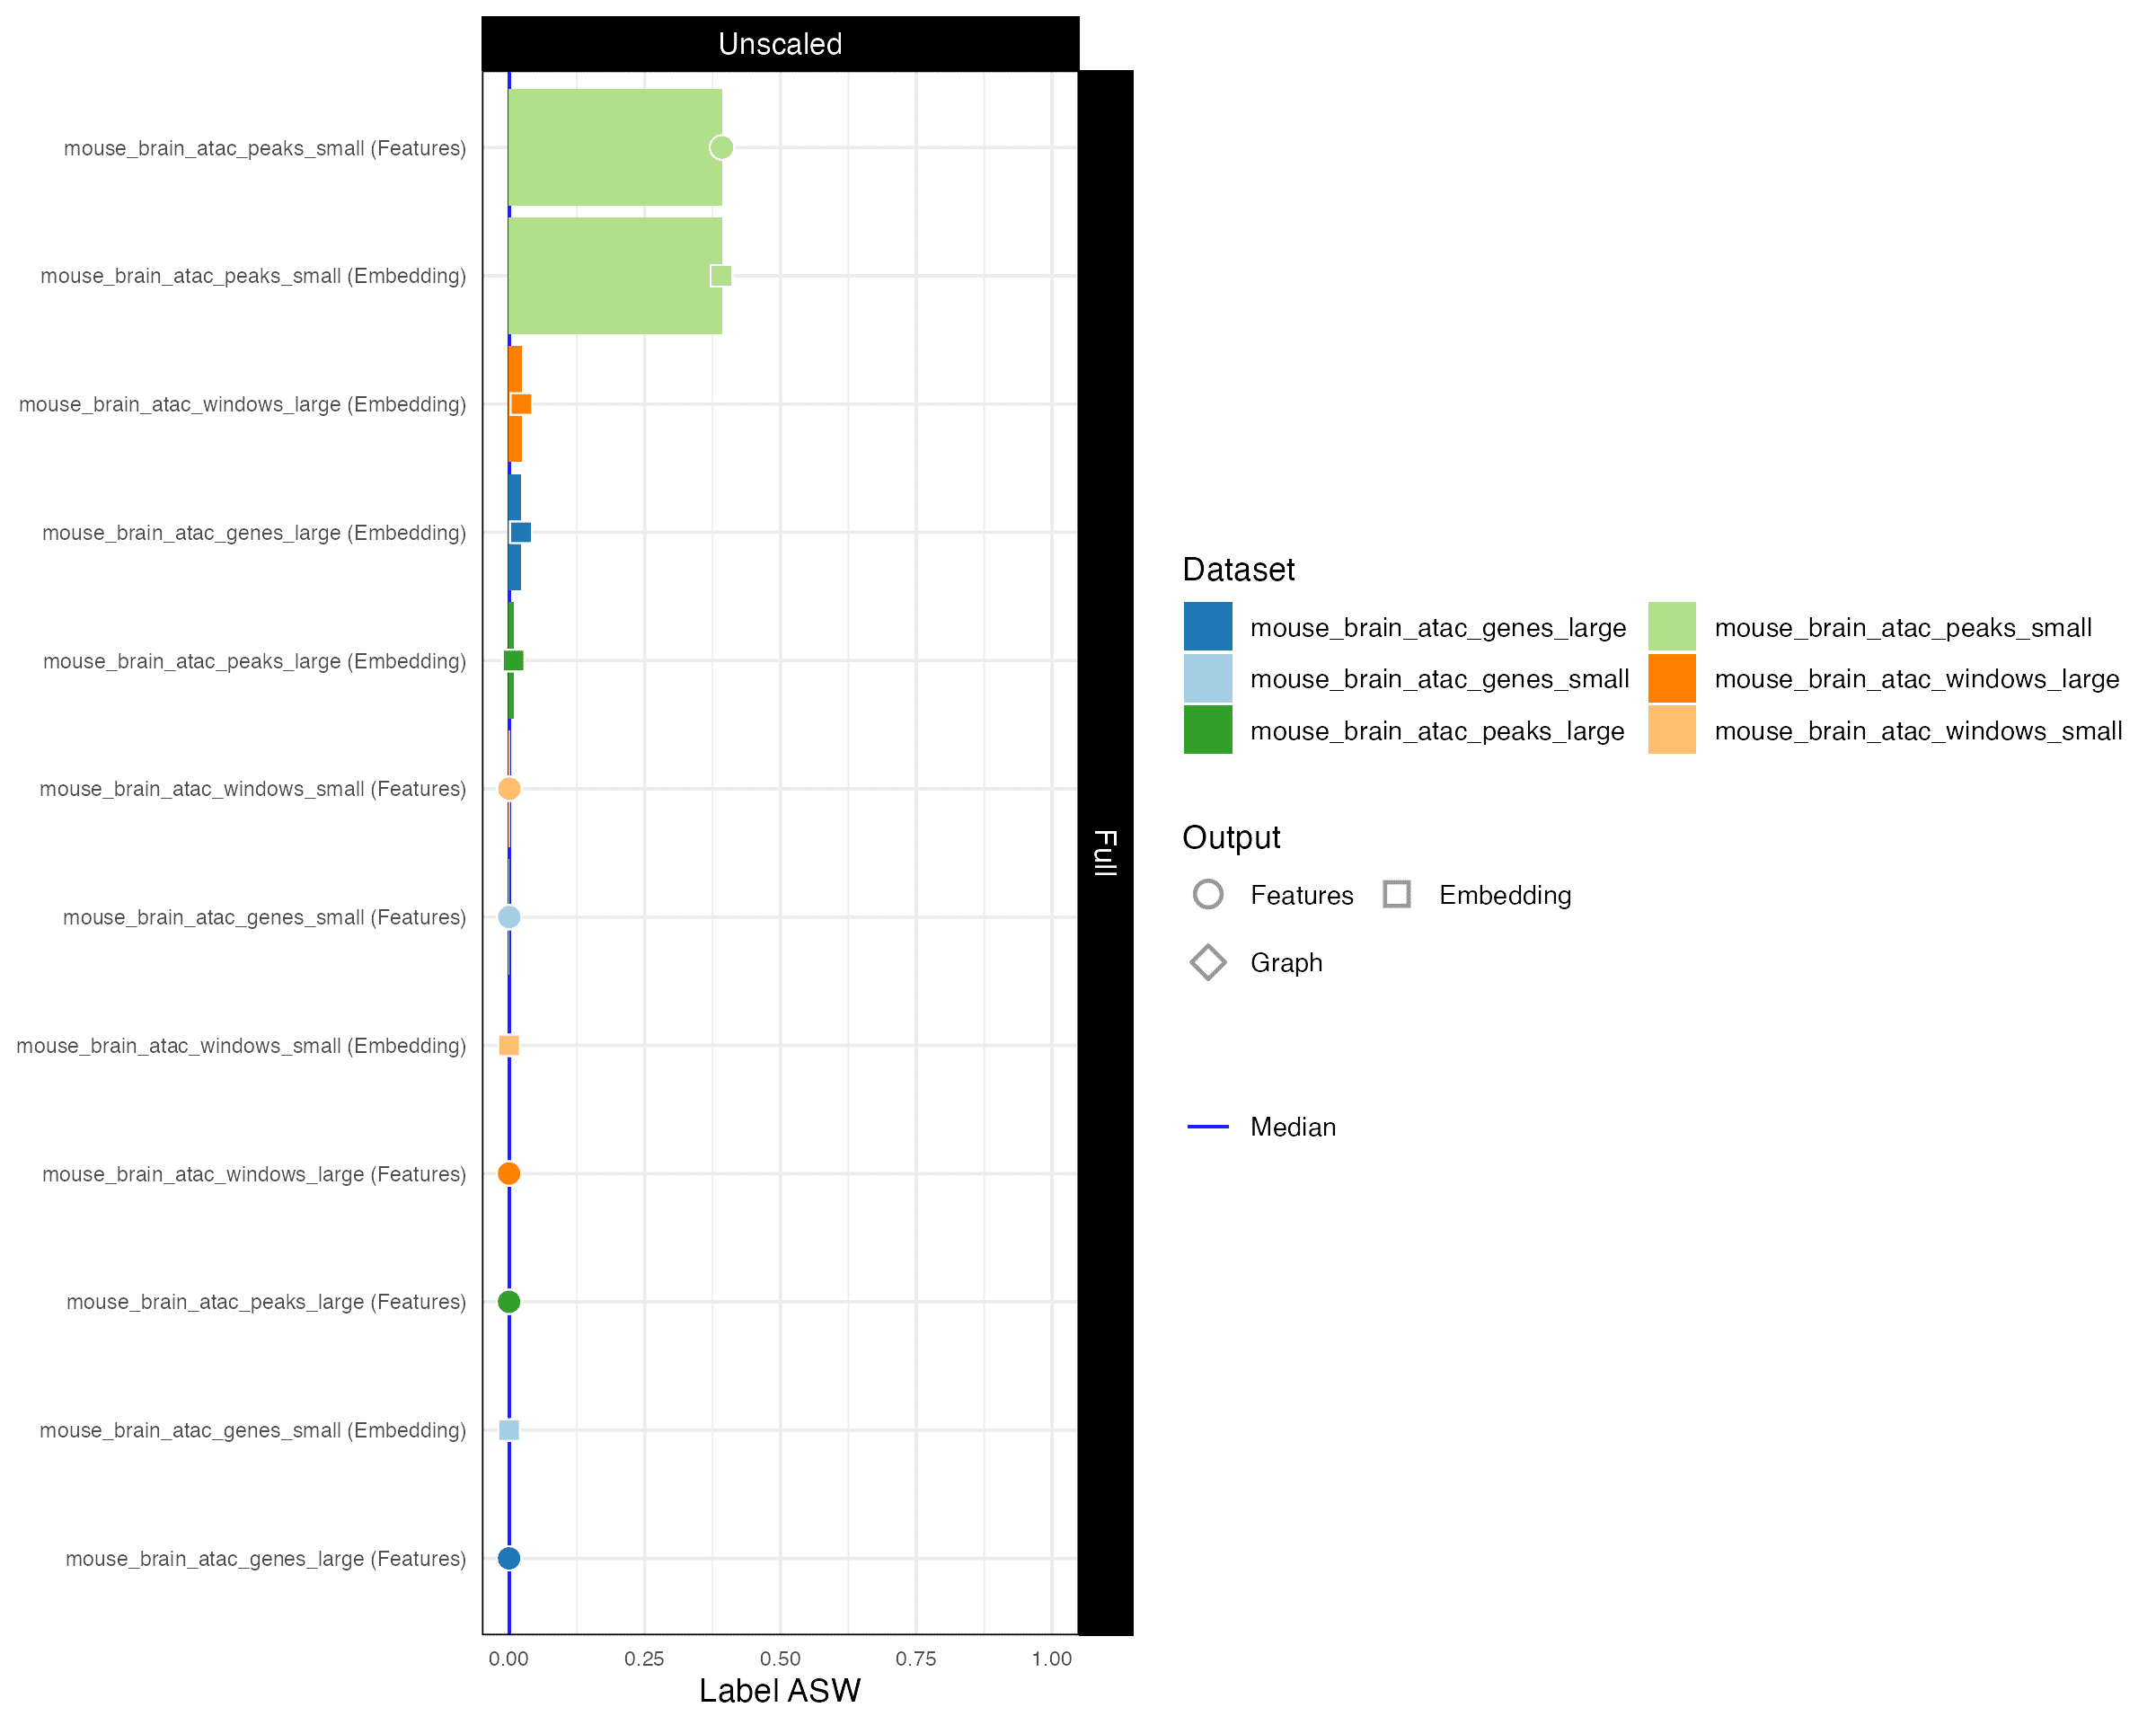 Unscaled
mouse_brain_atac_peaks_small (Features)
mouse_brain_atac_peaks_small (Embedding)
mouse_brain_atac_windows_large (Embedding)
mouse_brain_atac_genes_large (Embedding)
mouse_brain_atac_peaks_large (Embedding)
mouse_brain_atac_windows_small (Features)
mouse_brain_atac_genes_small (Features)
mouse_brain_atac_windows_small (Embedding)
mouse_brain_atac_windows_large (Features)
mouse_brain_atac_peaks_large (Features)
mouse_brain_atac_genes_small (Embedding)
mouse_brain_atac_genes_large (Features)
0.00 0.25 0.50 0.75 1.00
Label ASW
Full
Dataset
mouse_brain_atac_genes_large mouse_brain_atac_peaks_small
mouse_brain_atac_genes_small mouse_brain_atac_windows_large
mouse_brain_atac_peaks_large mouse_brain_atac_windows_small
Output
Features Embedding
Graph
Median